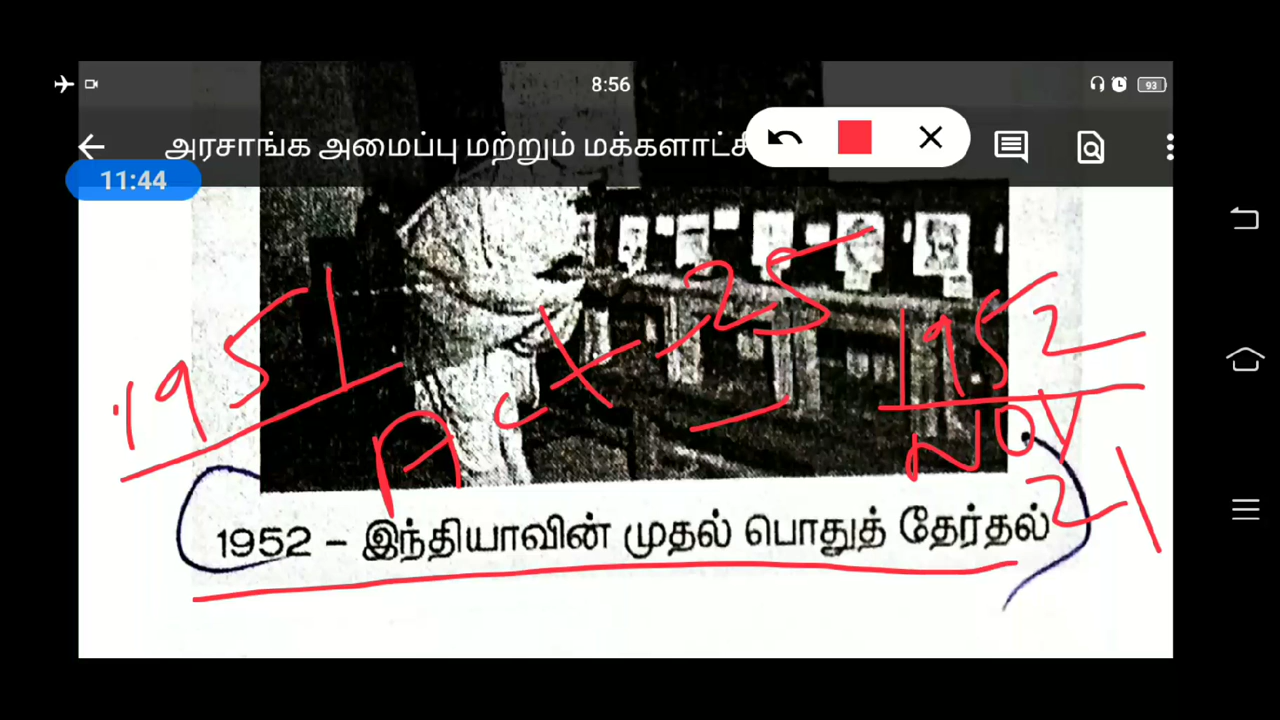 8:56
93
அரசாங்க அமைப்பு மற்றும் மக்களாட்சி
11:44
1951
Act - 25
1952
NOV
21
1952 – இந்தியாவின் முதல் பொதுத் தேர்தல்